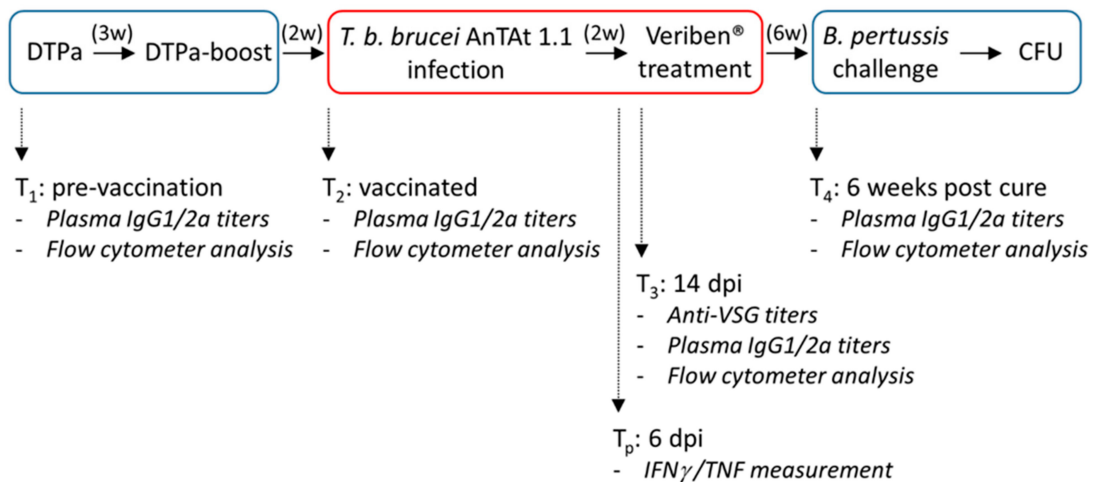 DTPa (3w) DTPa-boost (2w) T. b. brucei AnTAt 1.1 infection (2w) Veriben® treatment (6w) B. pertussis challenge CFU
T1: pre-vaccination
- Plasma IgG1/2a titers
- Flow cytometer analysis
T2: vaccinated
- Plasma IgG1/2a titers
- Flow cytometer analysis
T4: 6 weeks post cure
- Plasma IgG1/2a titers
- Flow cytometer analysis
T3: 14 dpi
- Anti-VSG titers
- Plasma IgG1/2a titers
- Flow cytometer analysis
Tp: 6 dpi
- IFNγ/TNF measurement